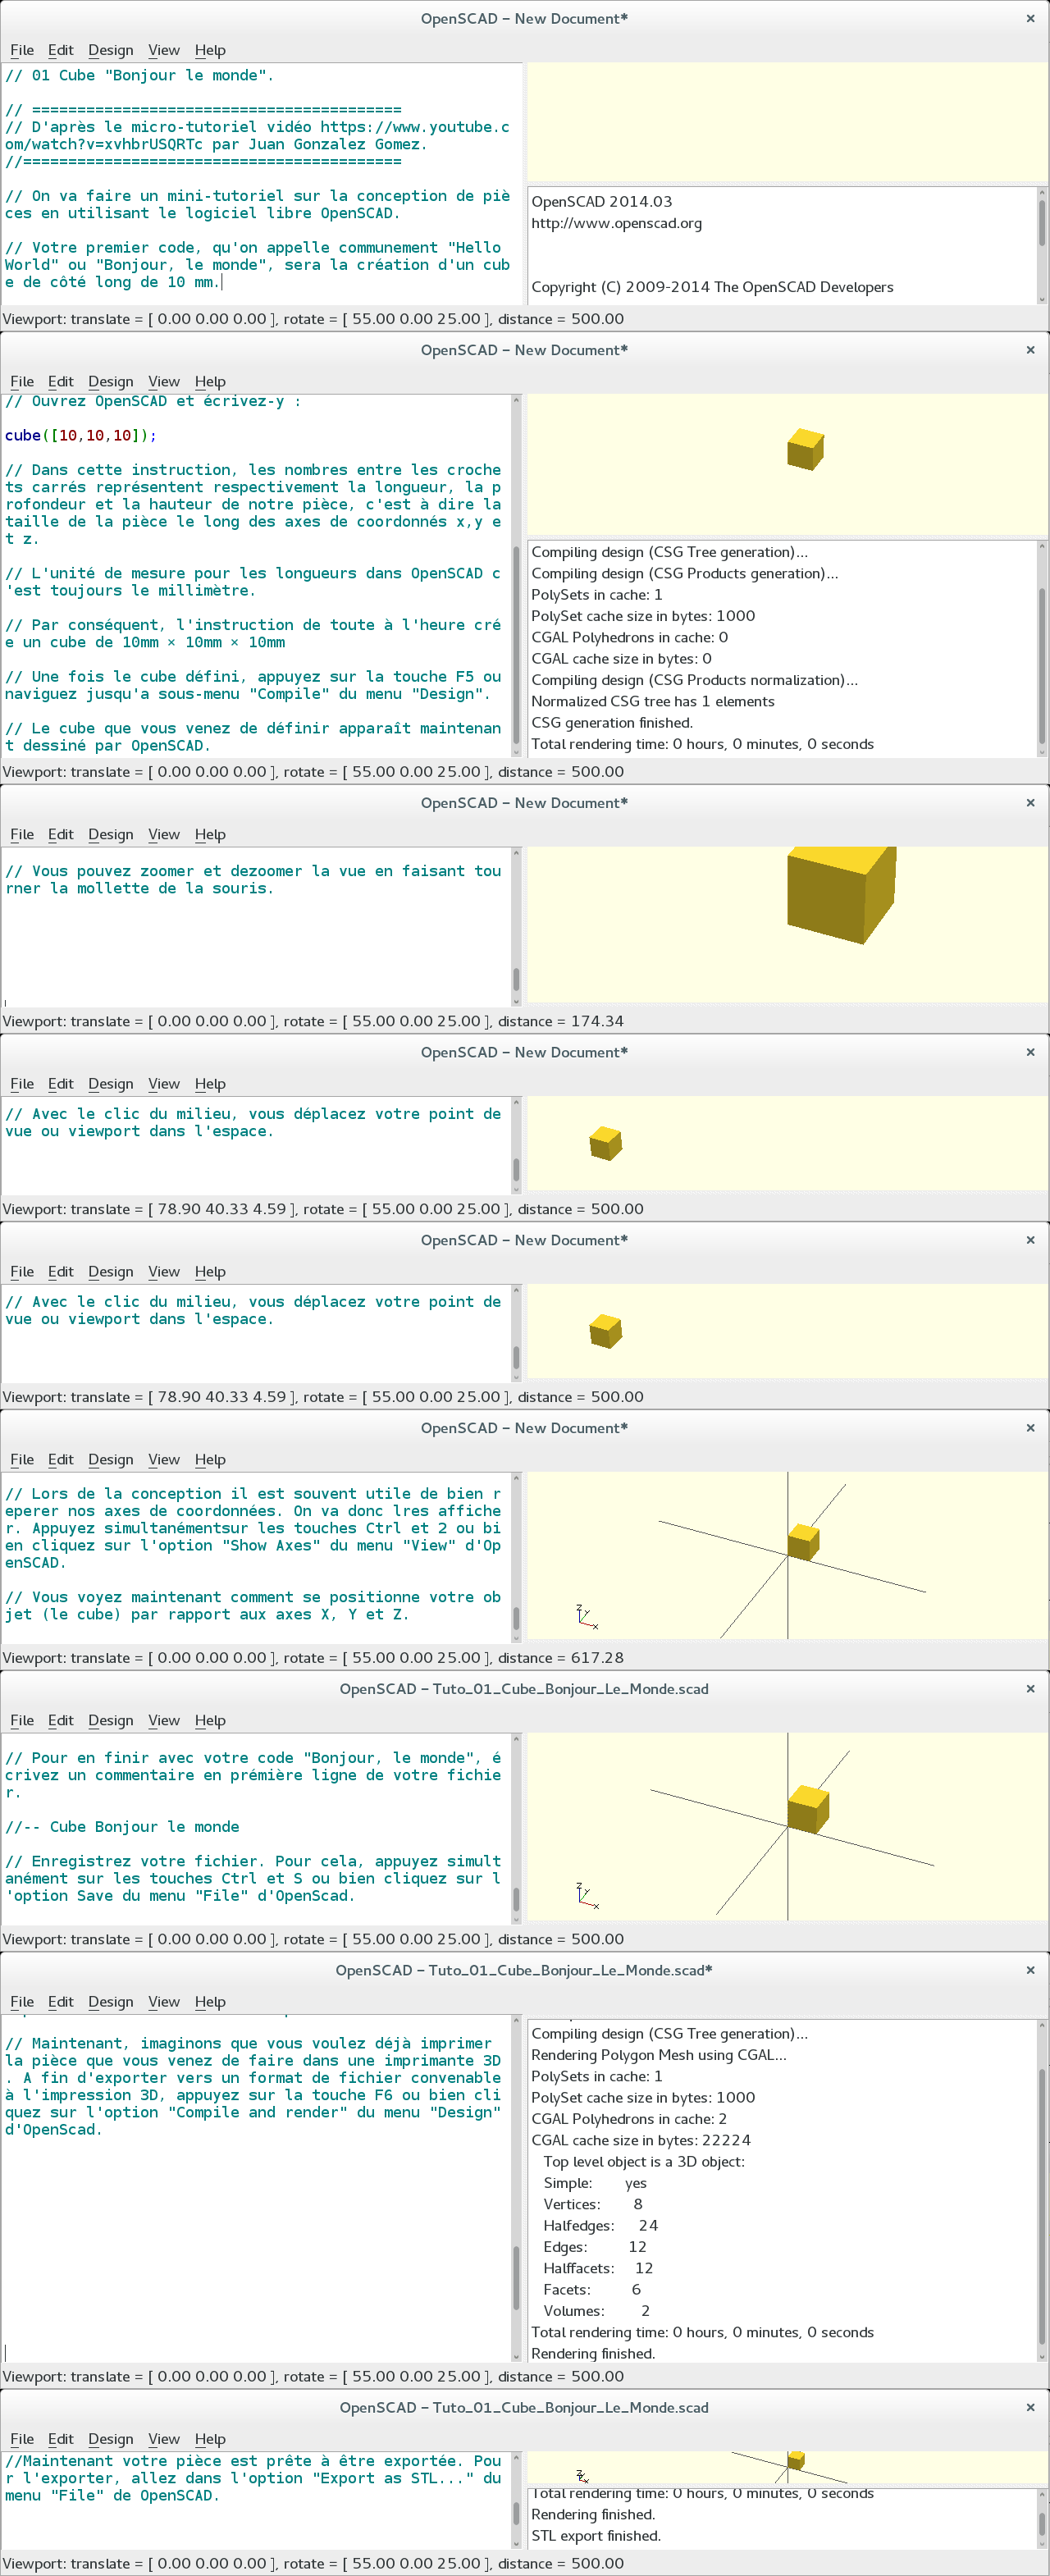 OpenSCAD – New Document*
×
File Edit Design View Help
// 01 Cube "Bonjour le monde".
// =========================================
// D'après le micro-tutoriel vidéo https://www.youtube.c
om/watch?v=xvhbrUSQRTc par Juan Gonzalez Gomez.
//==========================================
// On va faire un mini-tutoriel sur la conception de piè
ces en utilisant le logiciel libre OpenSCAD.
// Votre premier code, qu'on appelle communement "Hello
World" ou "Bonjour, le monde", sera la création d'un cub
e de côté long de 10 mm.
OpenSCAD 2014.03
http://www.openscad.org
Copyright (C) 2009-2014 The OpenSCAD Developers
Viewport: translate = [ 0.00 0.00 0.00 ], rotate = [ 55.00 0.00 25.00 ], distance = 500.00
OpenSCAD – New Document*
×
File Edit Design View Help
// Ouvrez OpenSCAD et écrivez-y :
cube([10,10,10]);
// Dans cette instruction, les nombres entre les croche
ts carrés représentent respectivement la longueur, la p
rofondeur et la hauteur de notre pièce, c'est à dire la
taille de la pièce le long des axes de coordonnés x,y e
t z.
// L'unité de mesure pour les longueurs dans OpenSCAD c
'est toujours le millimètre.
// Par conséquent, l'instruction de toute à l'heure cré
e un cube de 10mm × 10mm × 10mm
// Une fois le cube défini, appuyez sur la touche F5 ou
naviguez jusqu'a sous-menu "Compile" du menu "Design".
// Le cube que vous venez de définir apparaît maintenan
t dessiné par OpenSCAD.
Compiling design (CSG Tree generation)...
Compiling design (CSG Products generation)...
PolySets in cache: 1
PolySet cache size in bytes: 1000
CGAL Polyhedrons in cache: 0
CGAL cache size in bytes: 0
Compiling design (CSG Products normalization)...
Normalized CSG tree has 1 elements
CSG generation finished.
Total rendering time: 0 hours, 0 minutes, 0 seconds
Viewport: translate = [ 0.00 0.00 0.00 ], rotate = [ 55.00 0.00 25.00 ], distance = 500.00
OpenSCAD – New Document*
×
File Edit Design View Help
// Vous pouvez zoomer et dezoomer la vue en faisant tou
rner la mollette de la souris.
Viewport: translate = [ 0.00 0.00 0.00 ], rotate = [ 55.00 0.00 25.00 ], distance = 174.34
OpenSCAD – New Document*
×
File Edit Design View Help
// Avec le clic du milieu, vous déplacez votre point de
vue ou viewport dans l'espace.
Viewport: translate = [ 78.90 40.33 4.59 ], rotate = [ 55.00 0.00 25.00 ], distance = 500.00
OpenSCAD – New Document*
×
File Edit Design View Help
// Avec le clic du milieu, vous déplacez votre point de
vue ou viewport dans l'espace.
Viewport: translate = [ 78.90 40.33 4.59 ], rotate = [ 55.00 0.00 25.00 ], distance = 500.00
OpenSCAD – New Document*
×
File Edit Design View Help
// Lors de la conception il est souvent utile de bien r
eperer nos axes de coordonnées. On va donc lres affiche
r. Appuyez simultanémentsur les touches Ctrl et 2 ou bi
en cliquez sur l'option "Show Axes" du menu "View" d'Op
enSCAD.
// Vous voyez maintenant comment se positionne votre ob
jet (le cube) par rapport aux axes X, Y et Z.
Z
Y
X
Viewport: translate = [ 0.00 0.00 0.00 ], rotate = [ 55.00 0.00 25.00 ], distance = 617.28
OpenSCAD – Tuto_01_Cube_Bonjour_Le_Monde.scad
×
File Edit Design View Help
// Pour en finir avec votre code "Bonjour, le monde", é
crivez un commentaire en prémière ligne de votre fichie
r.
//-- Cube Bonjour le monde
// Enregistrez votre fichier. Pour cela, appuyez simult
anément sur les touches Ctrl et S ou bien cliquez sur l
'option Save du menu "File" d'OpenScad.
Z
Y
X
Viewport: translate = [ 0.00 0.00 0.00 ], rotate = [ 55.00 0.00 25.00 ], distance = 500.00
OpenSCAD – Tuto_01_Cube_Bonjour_Le_Monde.scad*
×
File Edit Design View Help
// Maintenant, imaginons que vous voulez déjà imprimer
la pièce que vous venez de faire dans une imprimante 3D
. A fin d'exporter vers un format de fichier convenable
à l'impression 3D, appuyez sur la touche F6 ou bien cli
quez sur l'option "Compile and render" du menu "Design"
d'OpenScad.
Compiling design (CSG Tree generation)...
Rendering Polygon Mesh using CGAL...
PolySets in cache: 1
PolySet cache size in bytes: 1000
CGAL Polyhedrons in cache: 2
CGAL cache size in bytes: 22224
Top level object is a 3D object:
Simple: yes
Vertices: 8
Halfedges: 24
Edges: 12
Halffacets: 12
Facets: 6
Volumes: 2
Total rendering time: 0 hours, 0 minutes, 0 seconds
Rendering finished.
Viewport: translate = [ 0.00 0.00 0.00 ], rotate = [ 55.00 0.00 25.00 ], distance = 500.00
OpenSCAD – Tuto_01_Cube_Bonjour_Le_Monde.scad
×
File Edit Design View Help
//Maintenant votre pièce est prête à être exportée. Pou
r l'exporter, allez dans l'option "Export as STL..." du
menu "File" de OpenSCAD.
Z
Y
X
Total rendering time: 0 hours, 0 minutes, 0 seconds
Rendering finished.
STL export finished.
Viewport: translate = [ 0.00 0.00 0.00 ], rotate = [ 55.00 0.00 25.00 ], distance = 500.00